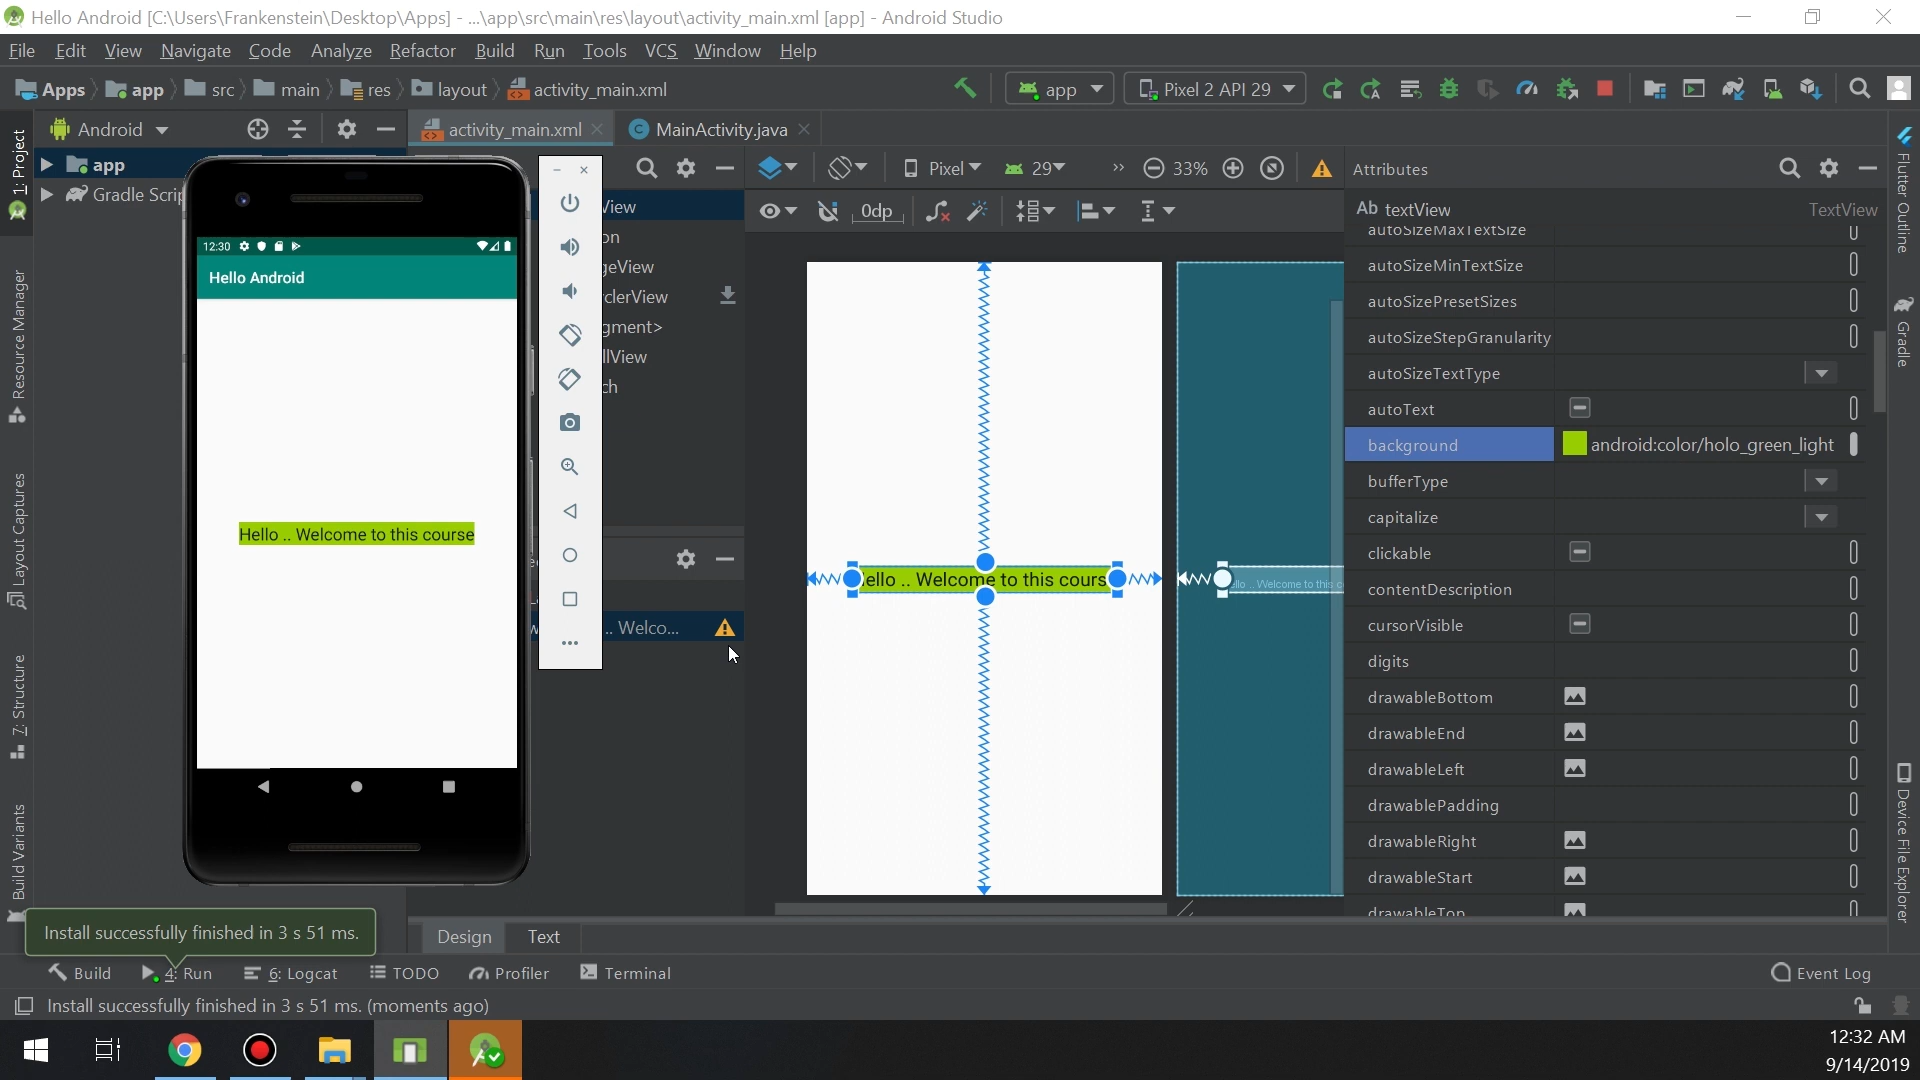 Hello Android [C:\Users\Frankenstein\Desktop\Apps] - ...\app\src\main\res\layout\activity_main.xml [app] - Android Studio
File Edit View Navigate Code Analyze Refactor Build Run Tools VCS Window Help
Apps app src main res layout activity_main.xml
app Pixel 2 API 29
Android
activity_main.xml MainActivity.java
1: Project
Resource Manager
Layout Captures
7: Structure
Build Variants
app
Gradle Scrip
12:30
Hello Android
Hello .. Welcome to this course
View
on
geView
clerView
gment>
llView
ch
.. Welco...
Pixel 29 33%
0dp
ello .. Welcome to this cours
ello .. Welcome to this c
Attributes
Ab textView TextView
autoSizeMaxTextSize
autoSizeMinTextSize
autoSizePresetSizes
autoSizeStepGranularity
autoSizeTextType
autoText
background android:color/holo_green_light
bufferType
capitalize
clickable
contentDescription
cursorVisible
digits
drawableBottom
drawableEnd
drawableLeft
drawablePadding
drawableRight
drawableStart
drawableTop
Flutter Outline
Gradle
Device File Explorer
Design Text
Install successfully finished in 3 s 51 ms.
Build 4: Run 6: Logcat TODO Profiler Terminal Event Log
Install successfully finished in 3 s 51 ms. (moments ago)
12:32 AM
9/14/2019